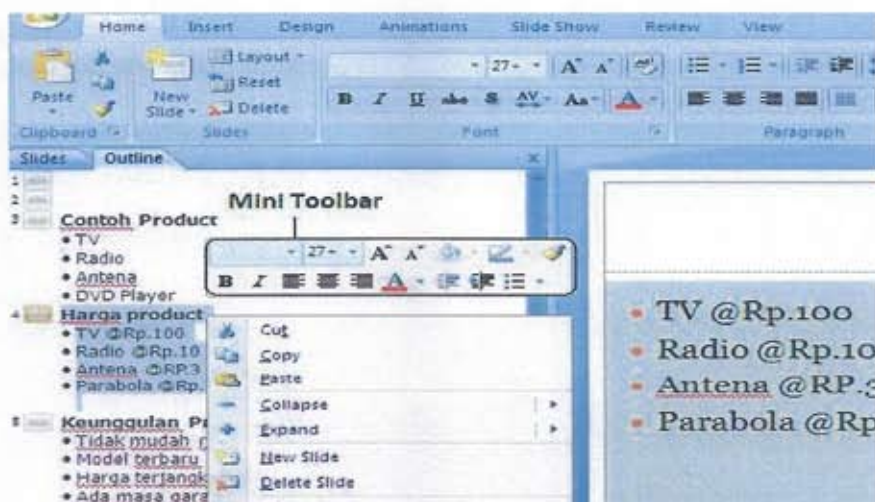 Home Insert Design Animations Slide Show Review View
Paste
New Slide
Layout
Reset
Delete
27+
A A
B I U abc S AV Aa A
Clipboard Slides Font Paragraph
Slides Outline
1
2
Mini Toolbar
3 Contoh Product
• TV
• Radio
• Antena
• DVD Player
27+ A A
B I A
4 Harga product
• TV @Rp.100
• Radio @Rp.10
• Antena @RP.3
• Parabola @Rp.
Cut
Copy
Paste
Collapse
Expand
New Slide
Delete Slide
Keunggulan P
• Tidak mudah
• Model terbaru
• Harga terjangk
• Ada masa gara
• TV @Rp.100
• Radio @Rp.10
• Antena @RP.3
• Parabola @Rp